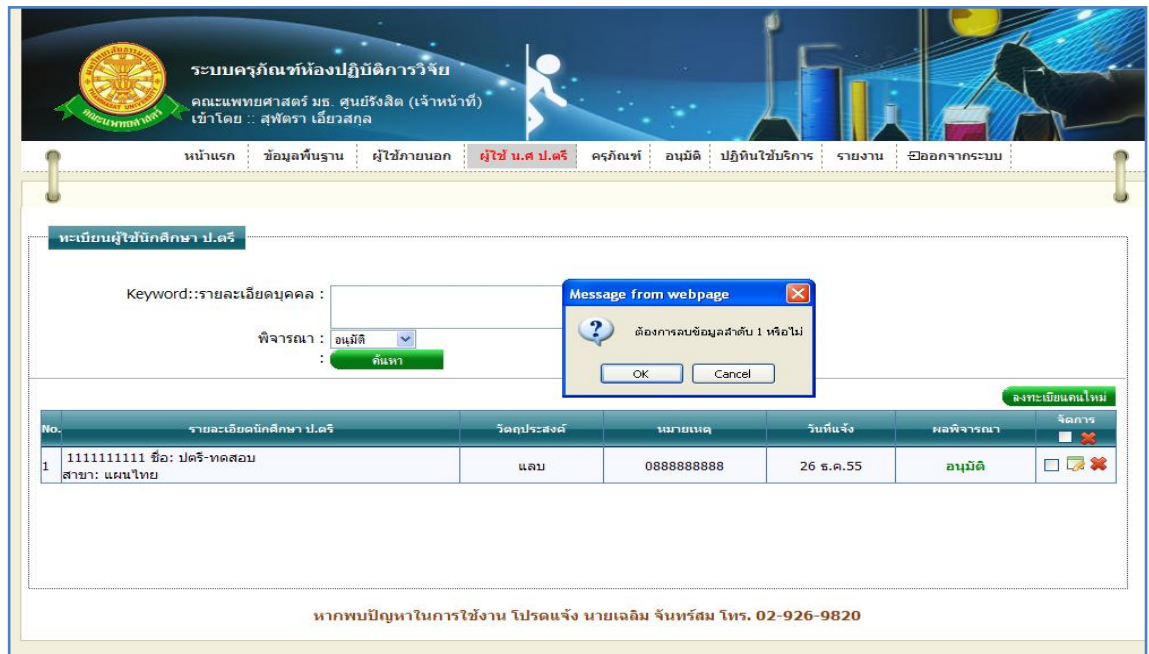 ระบบครุภัณฑ์ห้องปฏิบัติการวิจัย
คณะแพทยศาสตร์ มธ. ศูนย์รังสิต (เจ้าหน้าที่)
เข้าโดย :: สุพัตรา เอี้ยวสกุล
หน้าแรก ข้อมูลพื้นฐาน ผู้ใช้ภายนอก ผู้ใช้ น.ศ ป.ตรี ครุภัณฑ์ อนุมัติ ปฏิทินใช้บริการ รายงาน ออกจากระบบ
ทะเบียนผู้ใช้นักศึกษา ป.ตรี
Keyword::รายละเอียดบุคคล :
Message from webpage
ต้องการลบข้อมูลลำดับ 1 หรือไม่
OK Cancel
พิจารณา : อนุมัติ
: ค้นหา
ลงทะเบียนคนใหม่
No. รายละเอียดนักศึกษา ป.ตรี วัตถุประสงค์ หมายเหตุ วันที่แจ้ง ผลพิจารณา จัดการ
1 1111111111 ชื่อ: ปตรี-ทดสอบ แลบ 0888888888 26 ธ.ค.55 อนุมัติ
สาขา: แผนไทย
หากพบปัญหาในการใช้งาน โปรดแจ้ง นายเฉลิม จันทร์สม โทร. 02-926-9820